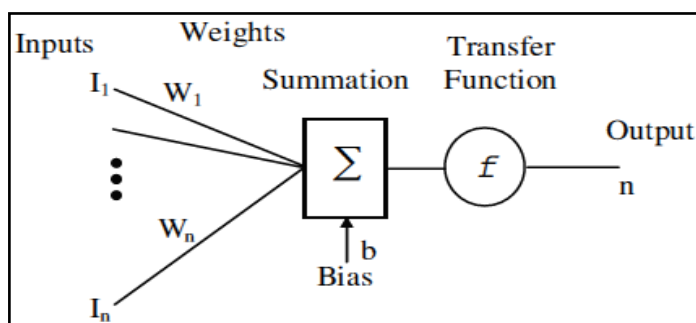 Inputs
Weights
Summation
Transfer
Function
Output
I1
W1
Σ
f
n
Wn
b
Bias
In